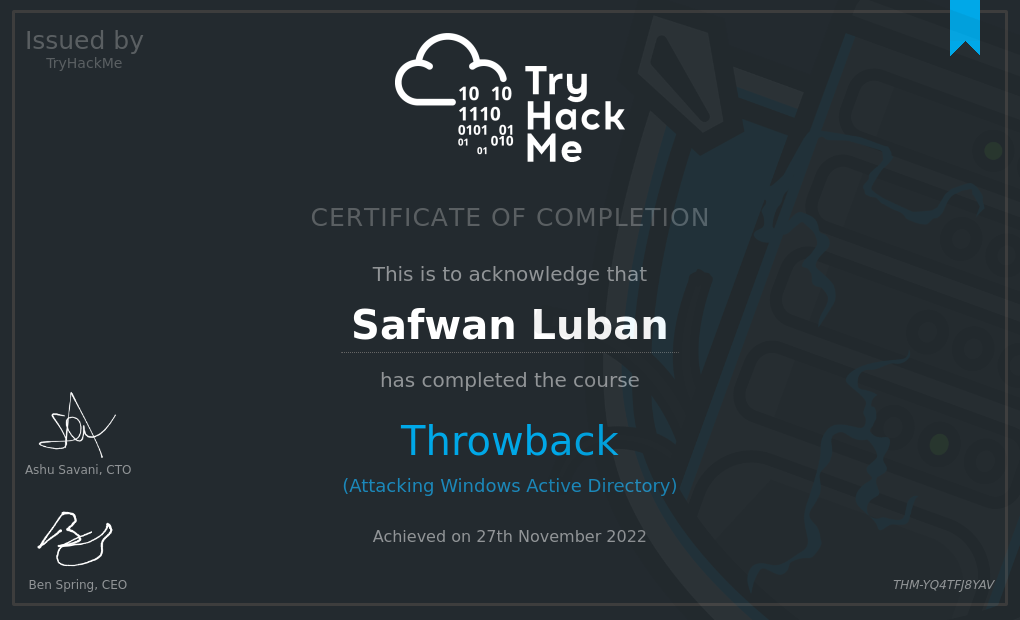 Issued by
TryHackMe
10 10
1110
0101 01
01 010
01
Try
Hack
Me
CERTIFICATE OF COMPLETION
This is to acknowledge that
Safwan Luban
has completed the course
Throwback
(Attacking Windows Active Directory)
Achieved on 27th November 2022
Ashu Savani, CTO
Ben Spring, CEO
THM-YQ4TFJ8YAV